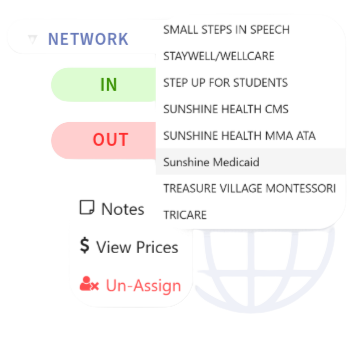 NETWORK
IN
OUT
Notes
$ View Prices
Un-Assign
SMALL STEPS IN SPEECH
STAYWELL/WELLCARE
STEP UP FOR STUDENTS
SUNSHINE HEALTH CMS
SUNSHINE HEALTH MMA ATA
Sunshine Medicaid
TREASURE VILLAGE MONTESSORI
TRICARE